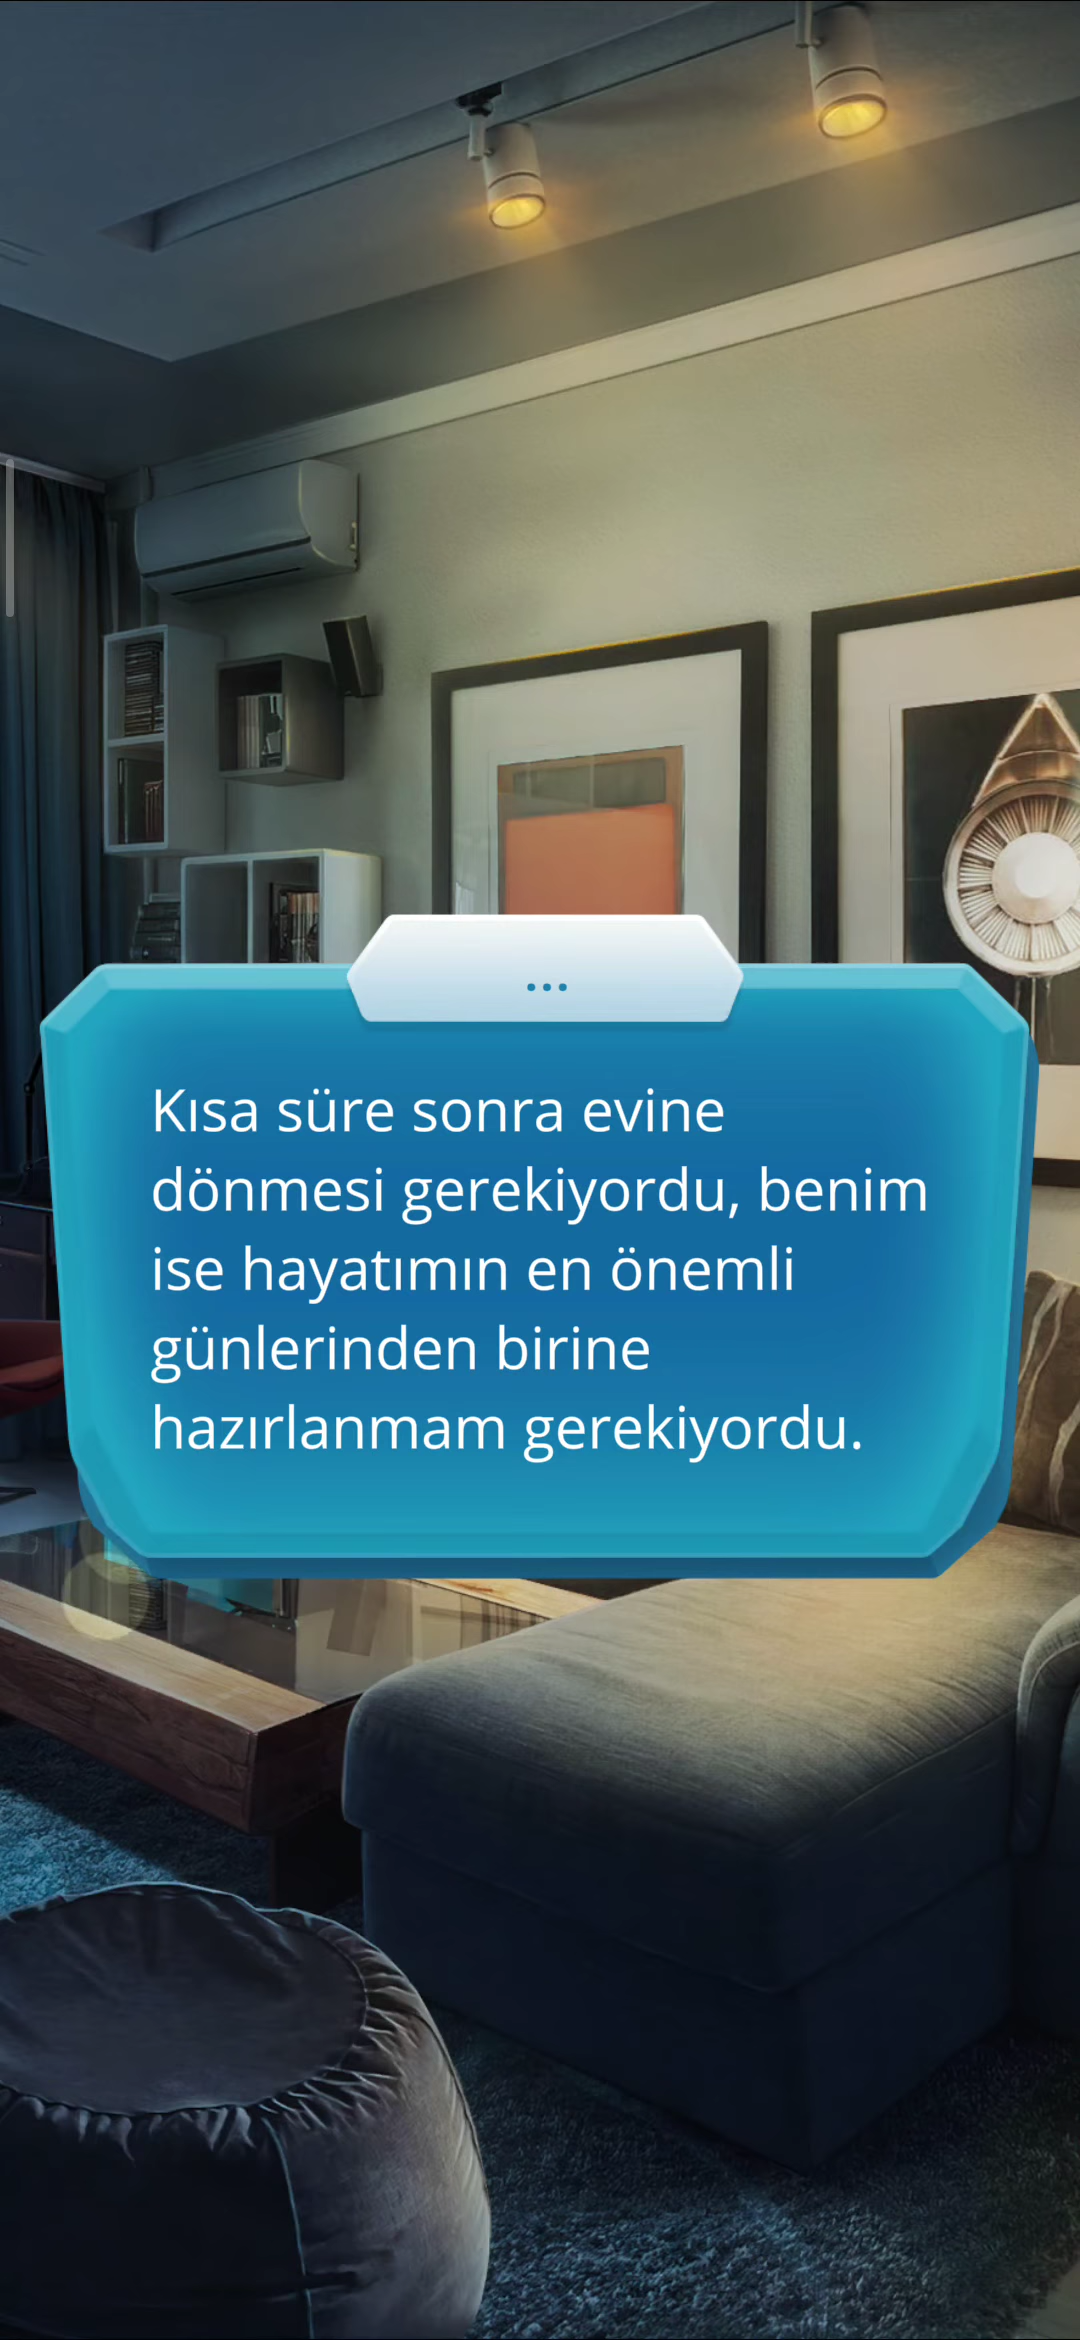 ...
Kısa süre sonra evine
dönmesi gerekiyordu, benim
ise hayatımın en önemli
günlerinden birine
hazırlanmam gerekiyordu.